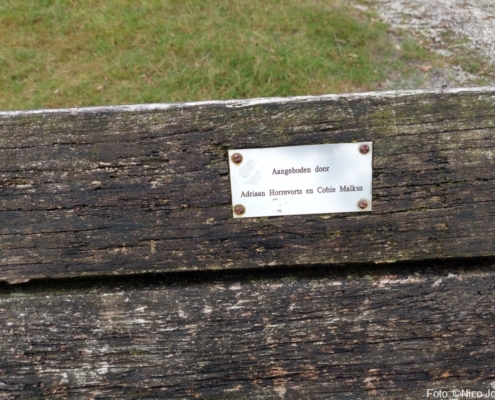 Aangeboden door
Adriaan Horrevorts en Cobie Malkus
Foto: ©Nico